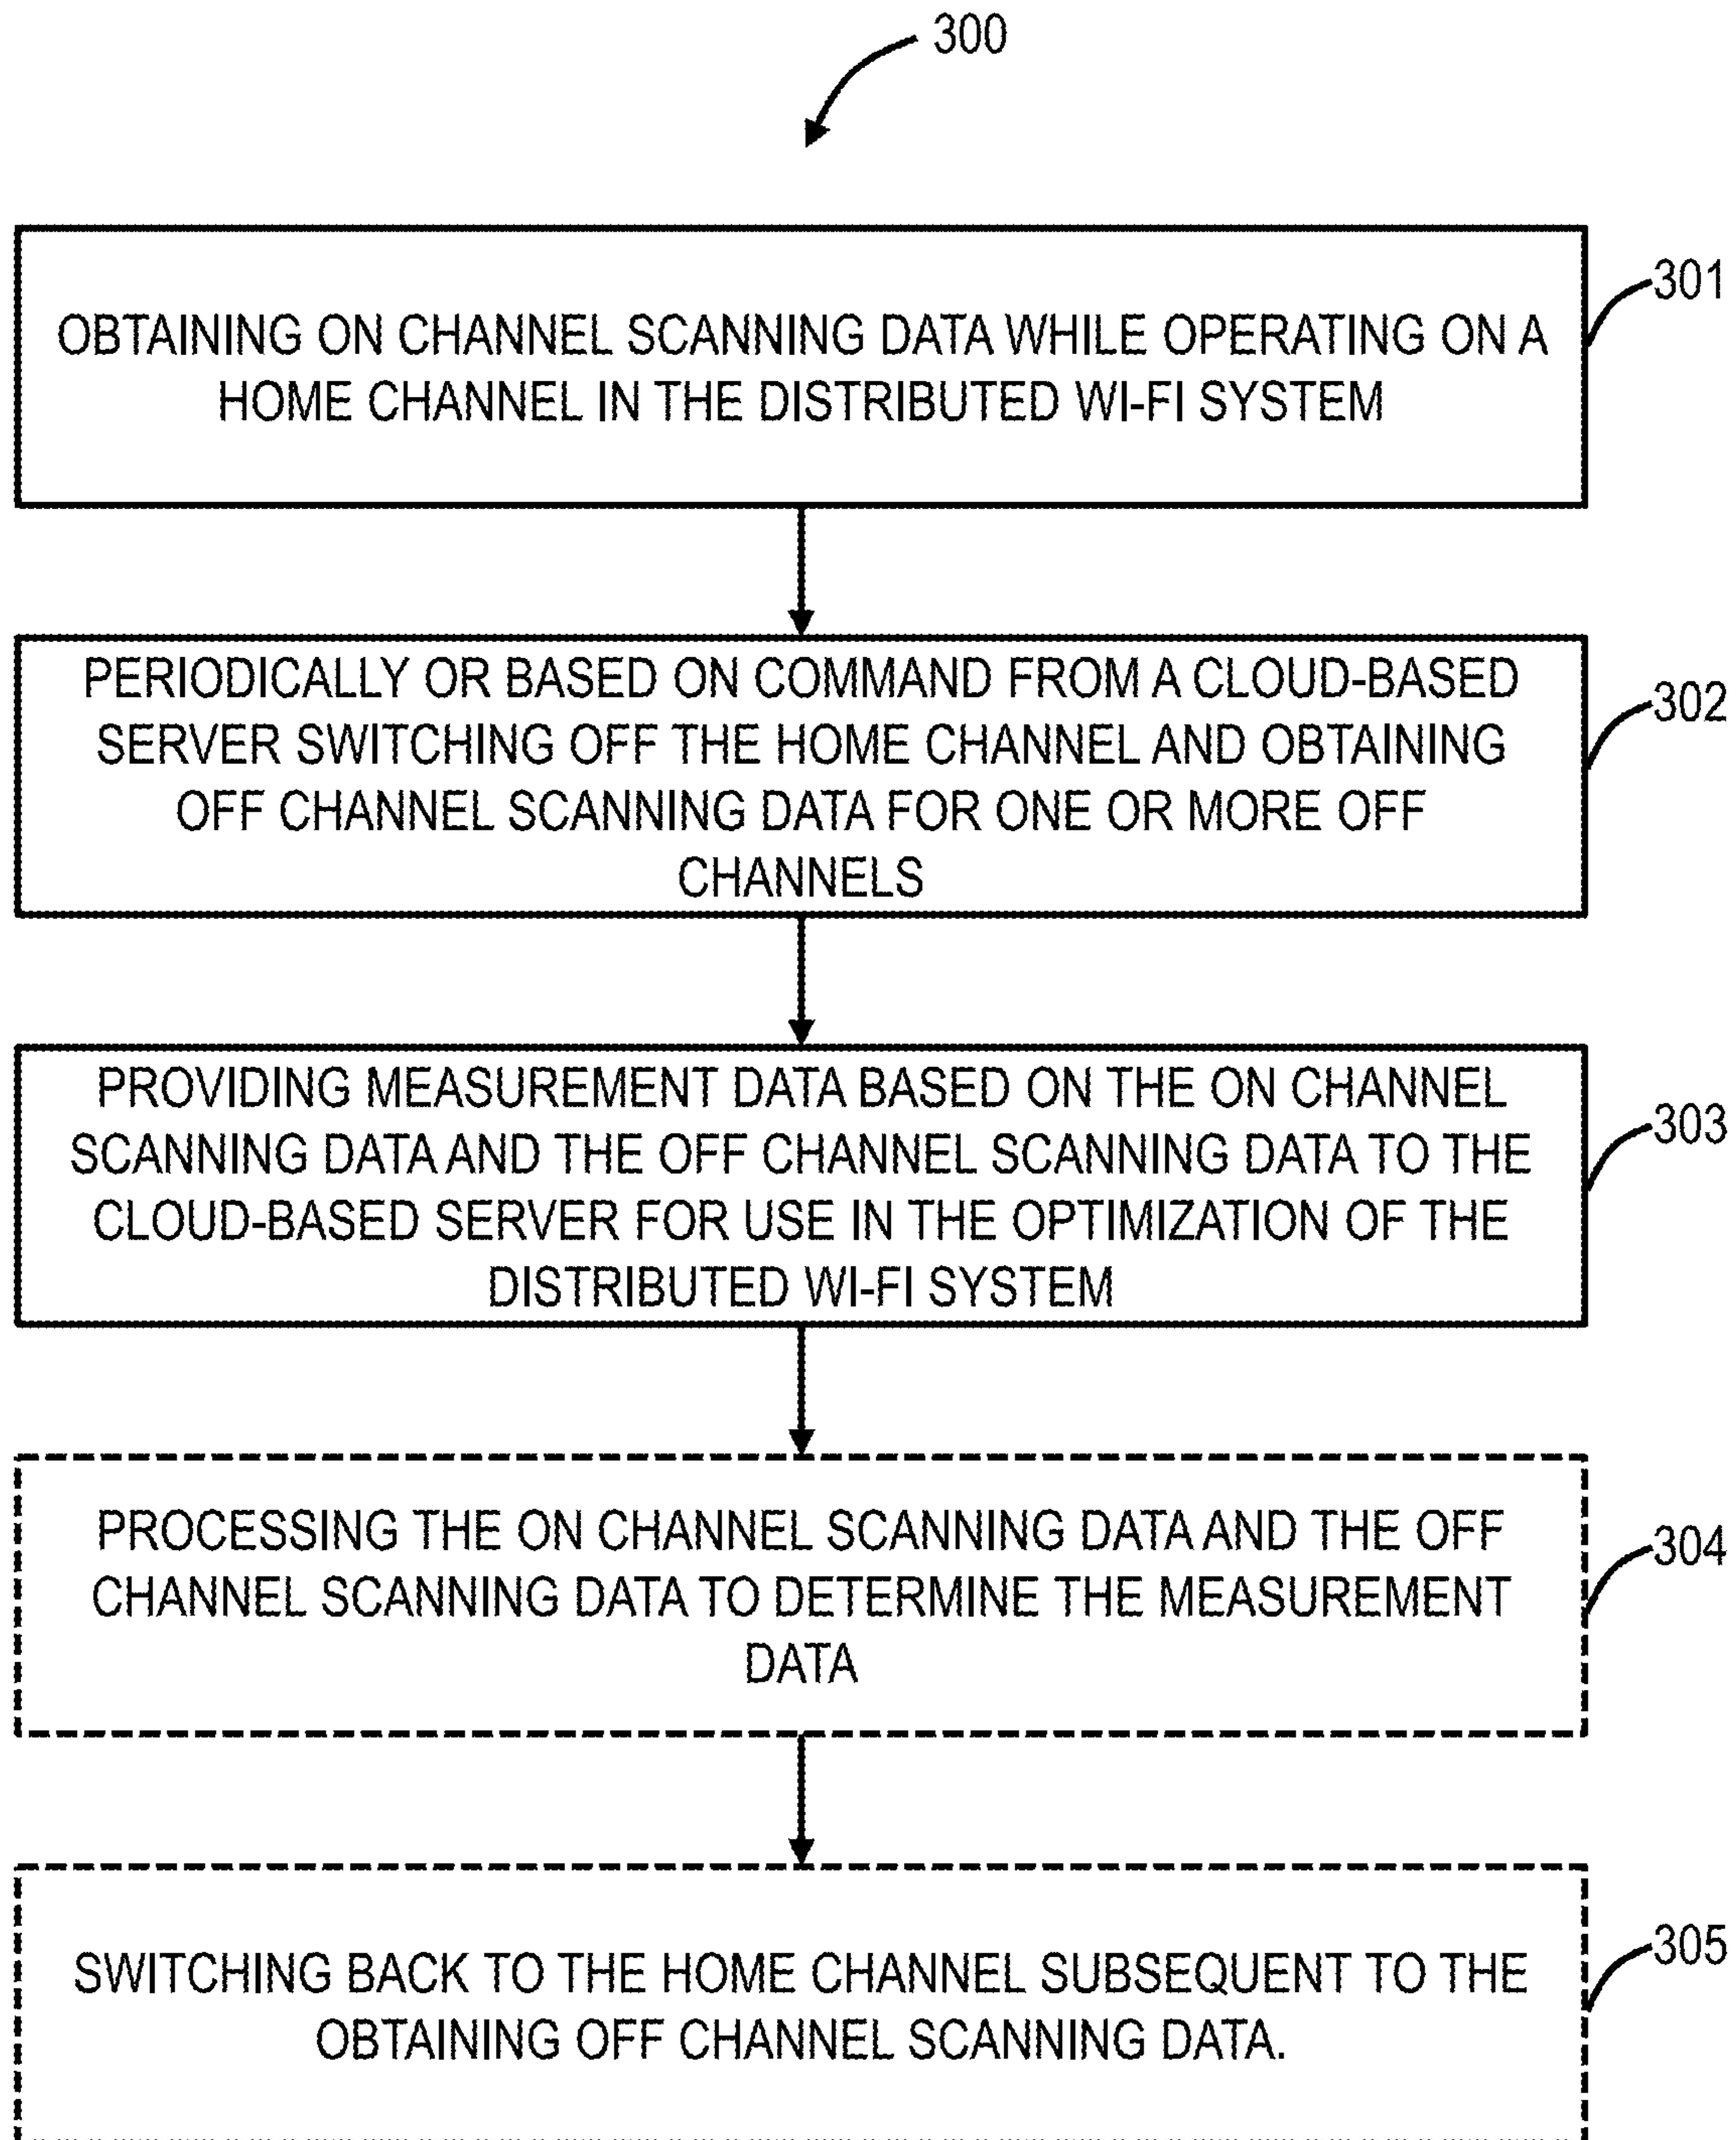 300
301
OBTAINING ON CHANNEL SCANNING DATA WHILE OPERATING ON A
HOME CHANNEL IN THE DISTRIBUTED WI-FI SYSTEM
302
PERIODICALLY OR BASED ON COMMAND FROM A CLOUD-BASED
SERVER SWITCHING OFF THE HOME CHANNEL AND OBTAINING
OFF CHANNEL SCANNING DATA FOR ONE OR MORE OFF
CHANNELS
303
PROVIDING MEASUREMENT DATA BASED ON THE ON CHANNEL
SCANNING DATA AND THE OFF CHANNEL SCANNING DATA TO THE
CLOUD-BASED SERVER FOR USE IN THE OPTIMIZATION OF THE
DISTRIBUTED WI-FI SYSTEM
304
PROCESSING THE ON CHANNEL SCANNING DATA AND THE OFF
CHANNEL SCANNING DATA TO DETERMINE THE MEASUREMENT
DATA
305
SWITCHING BACK TO THE HOME CHANNEL SUBSEQUENT TO THE
OBTAINING OFF CHANNEL SCANNING DATA.